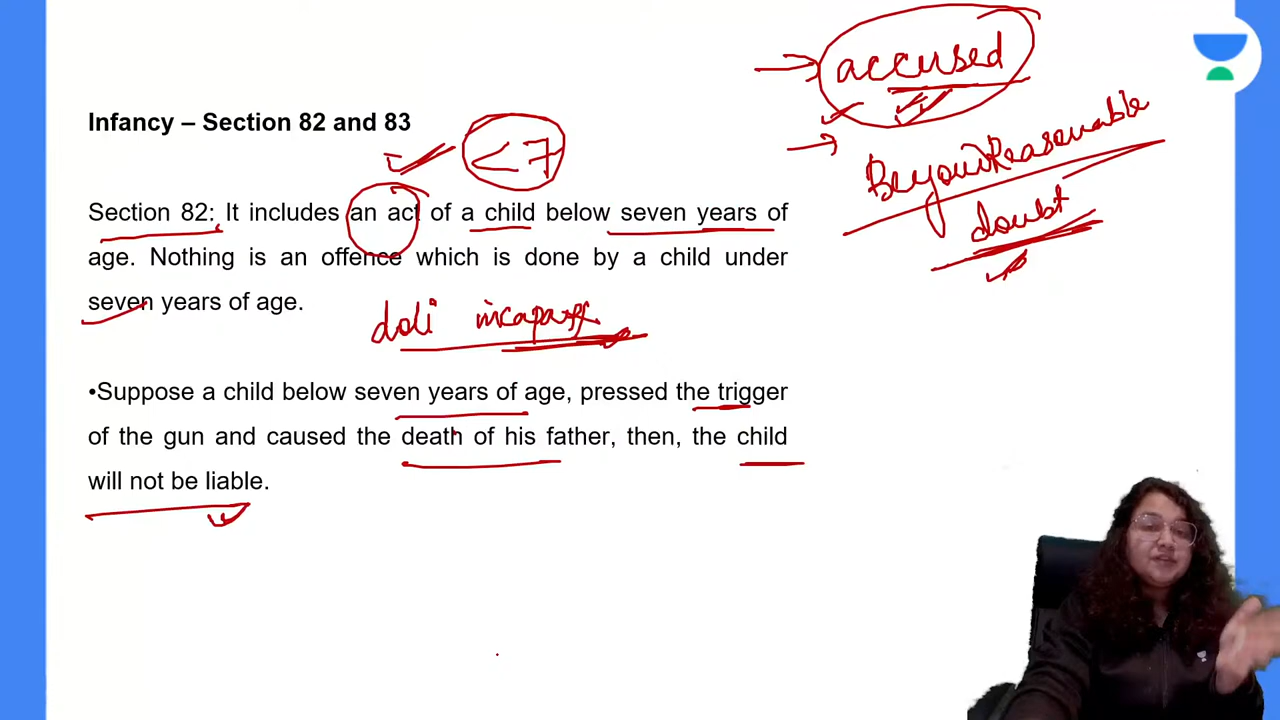 accused
Beyond Reasonable
doubt
Infancy – Section 82 and 83
<7
Section 82: It includes an act of a child below seven years of
age. Nothing is an offence which is done by a child under
seven years of age.
doli incapax
•Suppose a child below seven years of age, pressed the trigger
of the gun and caused the death of his father, then, the child
will not be liable.